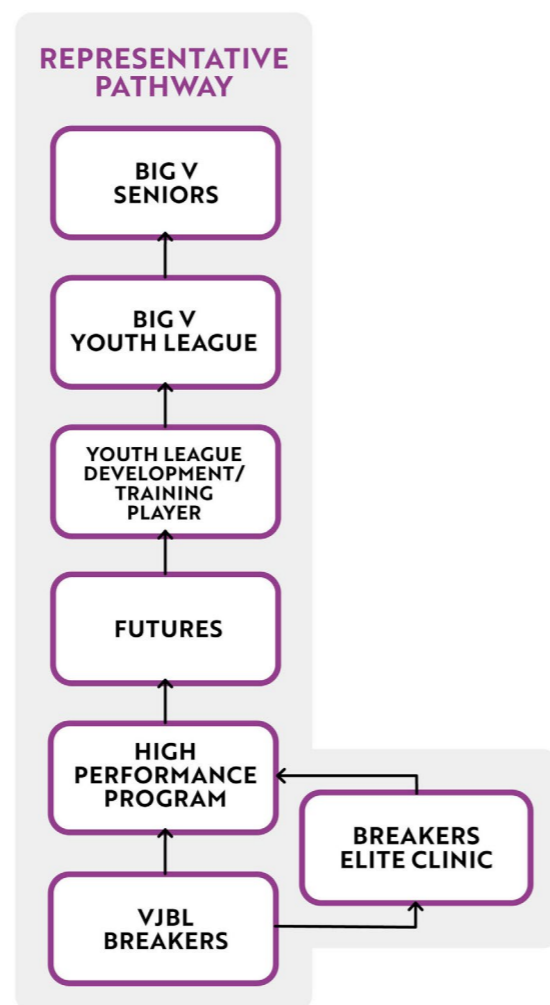 REPRESENTATIVE
PATHWAY
BIG V
SENIORS
BIG V
YOUTH LEAGUE
YOUTH LEAGUE
DEVELOPMENT/
TRAINING
PLAYER
FUTURES
HIGH
PERFORMANCE
PROGRAM
BREAKERS
ELITE CLINIC
VJBL
BREAKERS